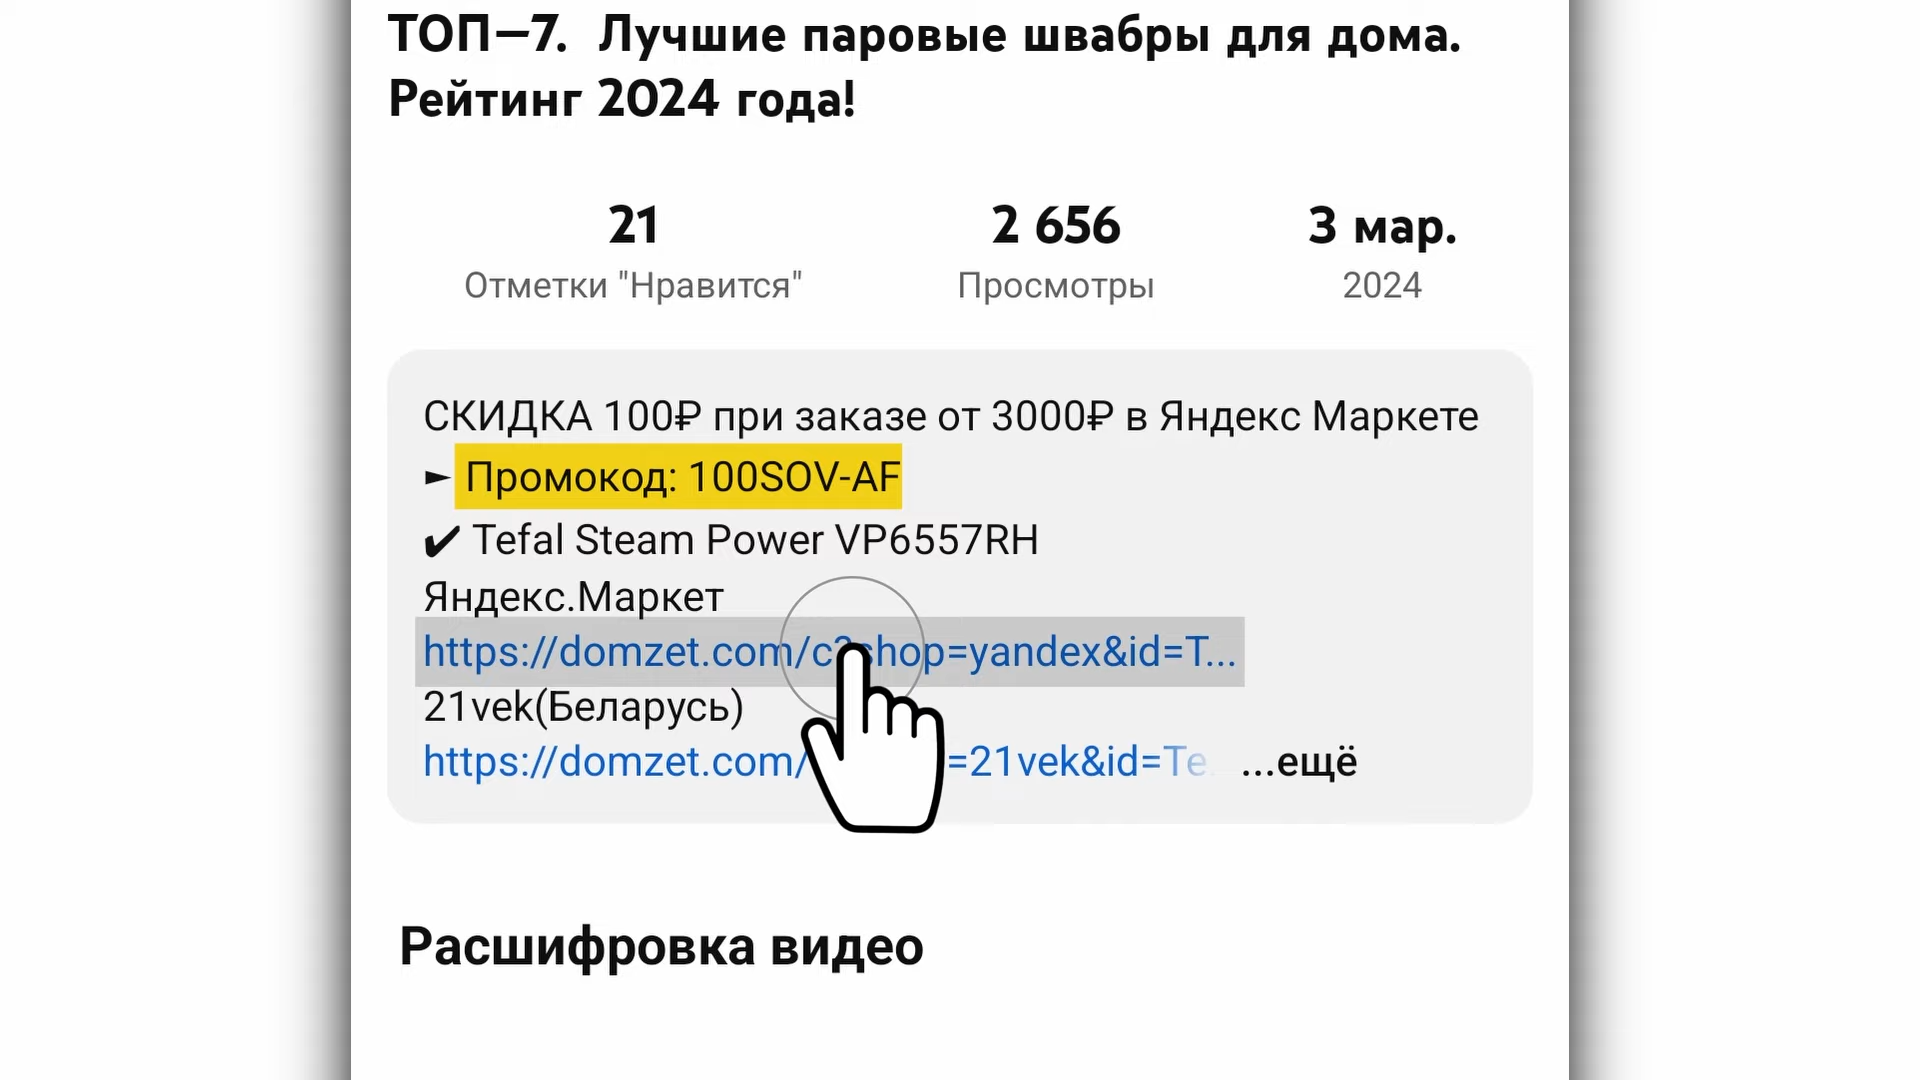 ТОП—7. Лучшие паровые швабры для дома.
Рейтинг 2024 года!
21
2 656
3 мар.
Отметки "Нравится"
Просмотры
2024
СКИДКА 100₽ при заказе от 3000₽ в Яндекс Маркете
► Промокод: 100SOV-AF
✔ Tefal Steam Power VP6557RH
Яндекс.Маркет
https://domzet.com/c?shop=yandex&id=T...
21vek(Беларусь)
https://domzet.com/ =21vek&id=Te ...ещё
Расшифровка видео